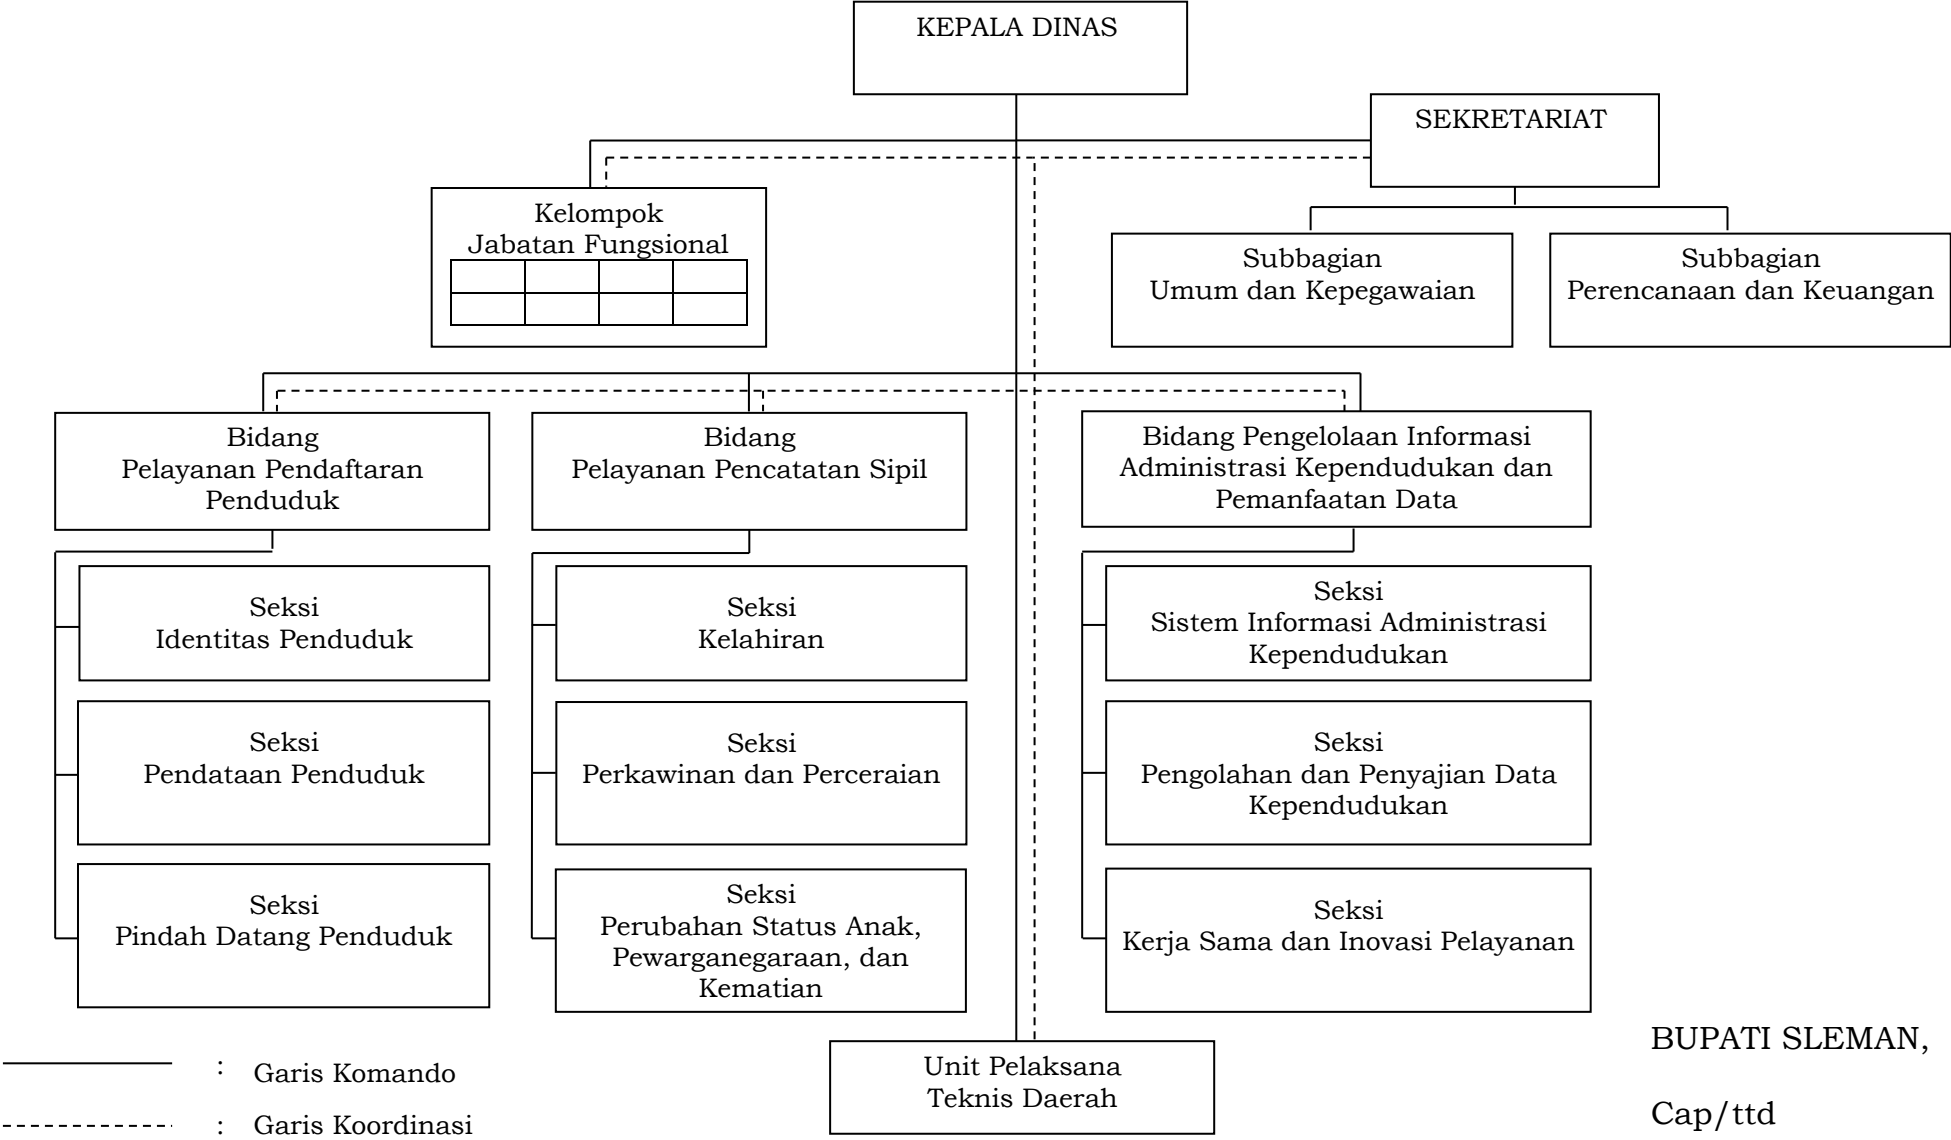 KEPALA DINAS
SEKRETARIAT
Kelompok
Jabatan Fungsional
Subbagian
Umum dan Kepegawaian
Subbagian
Perencanaan dan Keuangan
Bidang
Pelayanan Pendaftaran
Penduduk
Bidang
Pelayanan Pencatatan Sipil
Bidang Pengelolaan Informasi
Administrasi Kependudukan dan
Pemanfaatan Data
Seksi
Identitas Penduduk
Seksi
Kelahiran
Seksi
Sistem Informasi Administrasi
Kependudukan
Seksi
Pendataan Penduduk
Seksi
Perkawinan dan Perceraian
Seksi
Pengolahan dan Penyajian Data
Kependudukan
Seksi
Pindah Datang Penduduk
Seksi
Perubahan Status Anak,
Pewarganegaraan, dan
Kematian
Seksi
Kerja Sama dan Inovasi Pelayanan
Unit Pelaksana
Teknis Daerah
: Garis Komando
: Garis Koordinasi
BUPATI SLEMAN,
Cap/ttd